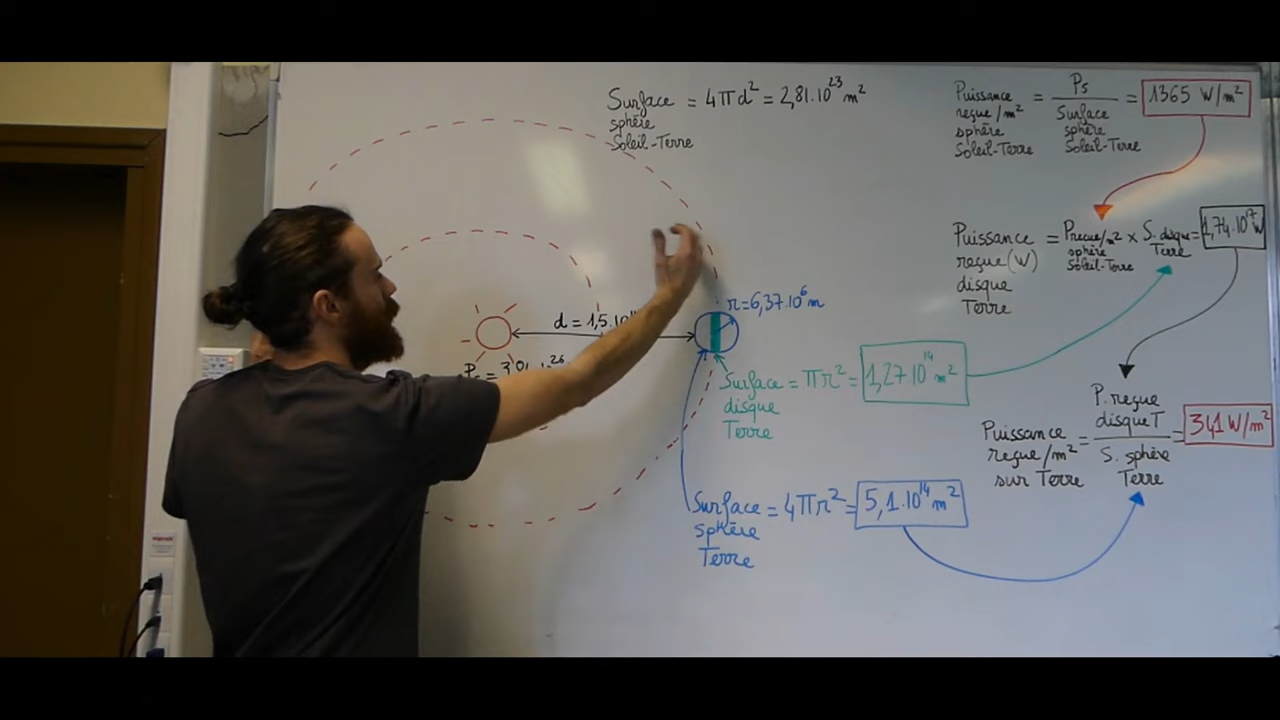 Surface = 4πd² = 2,81.10²³ m²
sphère
Soleil-Terre
Puissance = Ps = 1365 W/m²
reçue/m² Surface
sphère sphère
Soleil-Terre Soleil-Terre
Puissance = Preçue/m² × S. disque = 1,74.10¹⁷ W
reçue (W) sphère Terre
disque Soleil-Terre
Terre
r=6,37.10⁶ m
d = 1,5.10
Surface = πr² = 1,27 10¹⁴ m²
disque
Terre
P. reçue
disque T
Puissance = = 341 W/m²
reçue/m² S. sphère
sur Terre Terre
Surface = 4πr² = 5,1.10¹⁴ m²
sphère
Terre